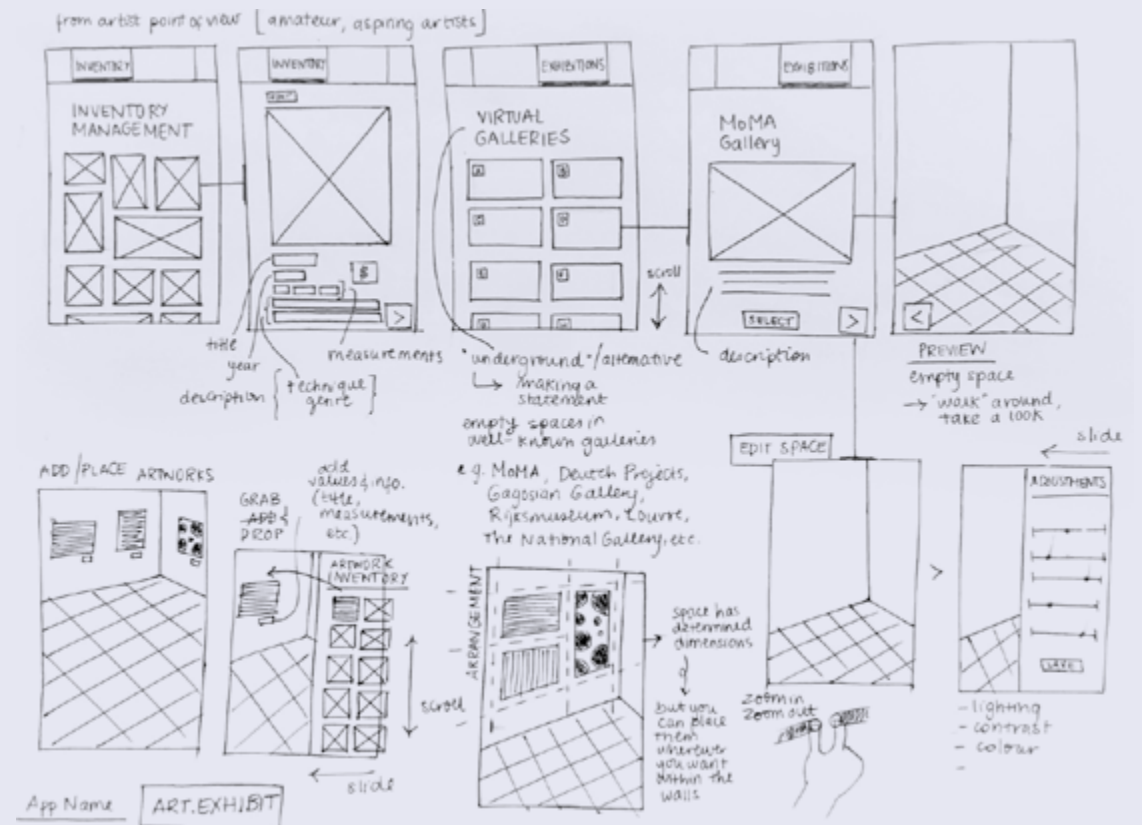 from artist point of view [amateur, aspiring artists]
INVENTORY
INVENTORY
MANAGEMENT
INVENTORY
$
>
title
year
description { technique
genre }
measurements
EXHIBITIONS
VIRTUAL
GALLERIES
scroll
"underground"/alternative
making a
statement
empty spaces in
well-known galleries
e.g. MoMA, Deitch Projects,
Gagosian Gallery,
Rijksmuseum, Louvre,
The National Gallery, etc.
EXHIBITIONS
MoMA
Gallery
SELECT
>
description
<
PREVIEW
empty space
→ "walk" around,
take a look
ADD/PLACE ARTWORKS
GRAB
ADD &
DROP
add
values & info.
(title,
measurements,
etc.)
ARTWORK
INVENTORY
scroll
slide
ARRANGEMENT
space has
determined
dimensions
but you
can place
them
wherever
you want
within the
walls
EDIT SPACE
zoom in
zoom out
>
slide
ADJUSTMENTS
- lighting
- contrast
- colour
-
App Name
ART.EXHIBIT